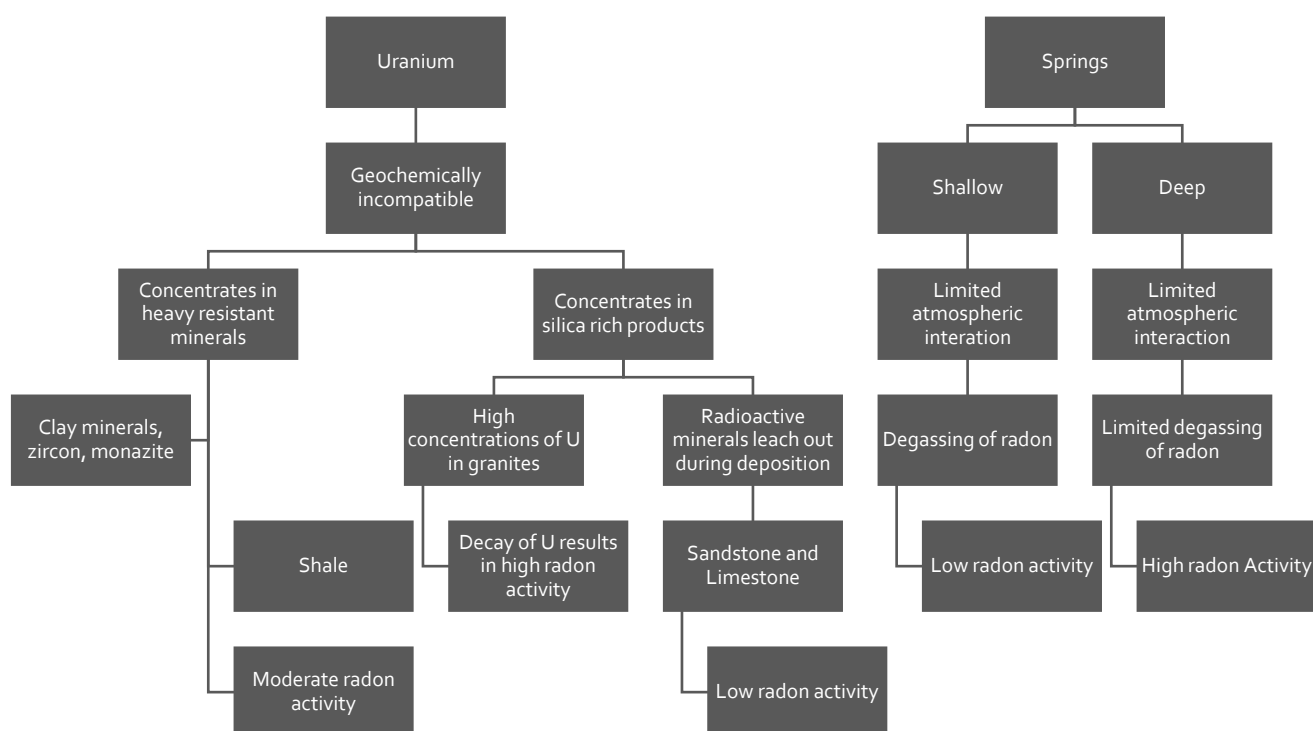 Uranium
Geochemically
incompatible
Concentrates in
heavy resistant
minerals
Clay minerals,
zircon, monazite
Shale
Moderate radon
activity
Concentrates in
silica rich products
High
concentrations of U
in granites
Decay of U results
in high radon
activity
Radioactive
minerals leach out
during deposition
Sandstone and
Limestone
Low radon activity
Springs
Shallow
Limited
atmospheric
interation
Degassing of radon
Low radon activity
Deep
Limited
atmospheric
interaction
Limited degassing
of radon
High radon Activity